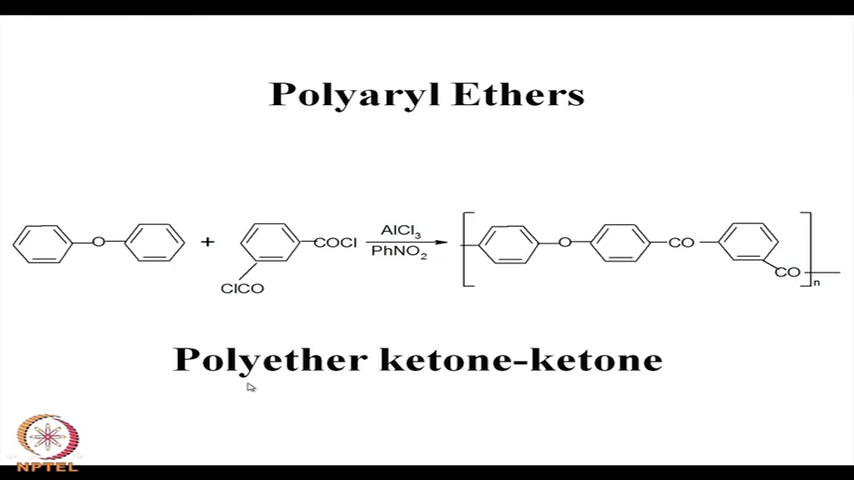 Polyaryl Ethers
O + COCl ClCO AlCl3 PhNO2 O CO CO n
Polyether ketone-ketone
NPTEL